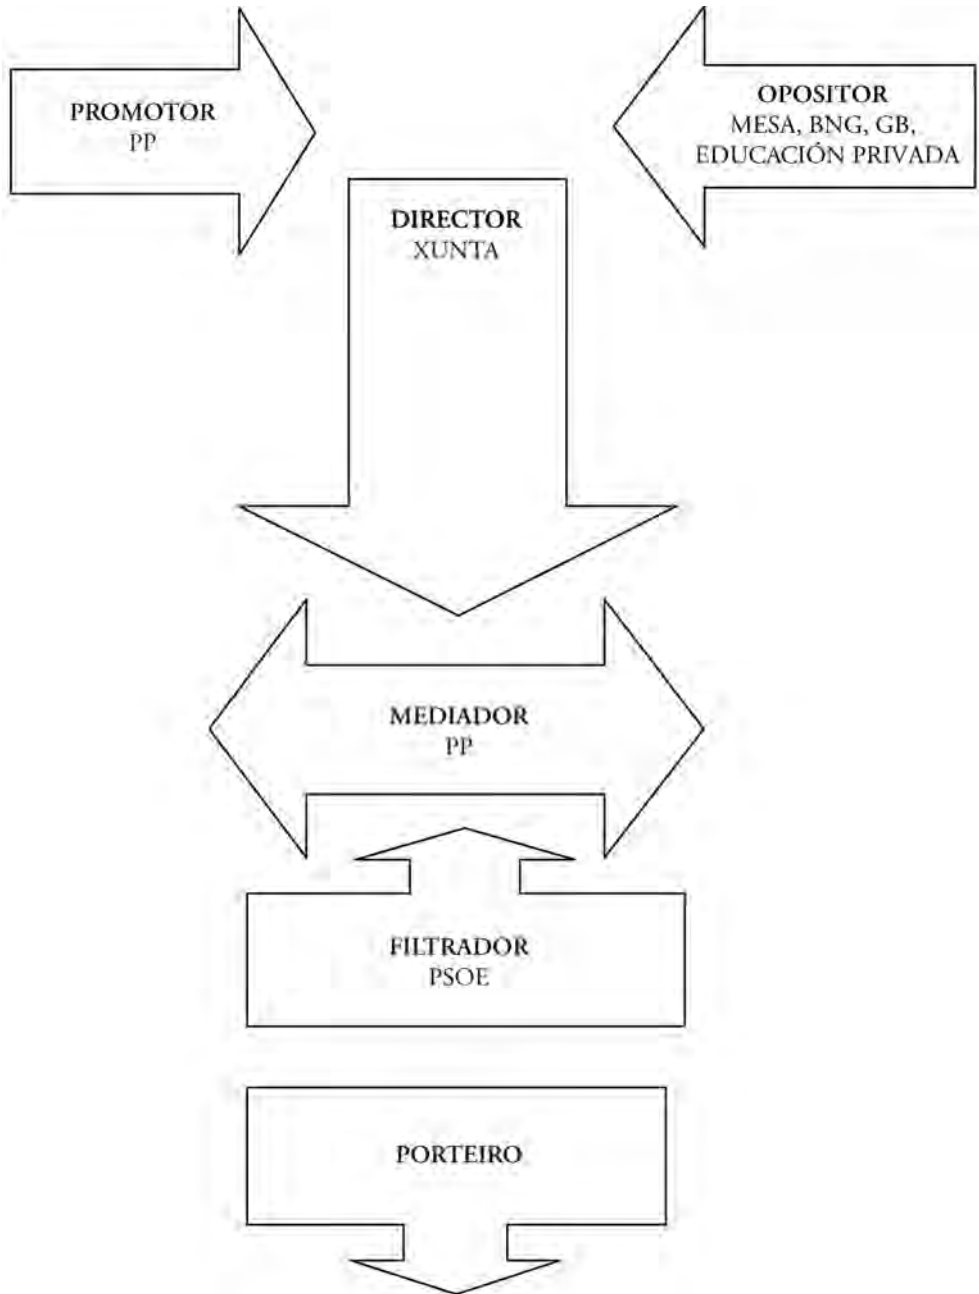 PROMOTOR
PP
OPOSITOR
MESA, BNG, GB,
EDUCACIÓN PRIVADA
DIRECTOR
XUNTA
MEDIADOR
PP
FILTRADOR
PSOE
PORTEIRO